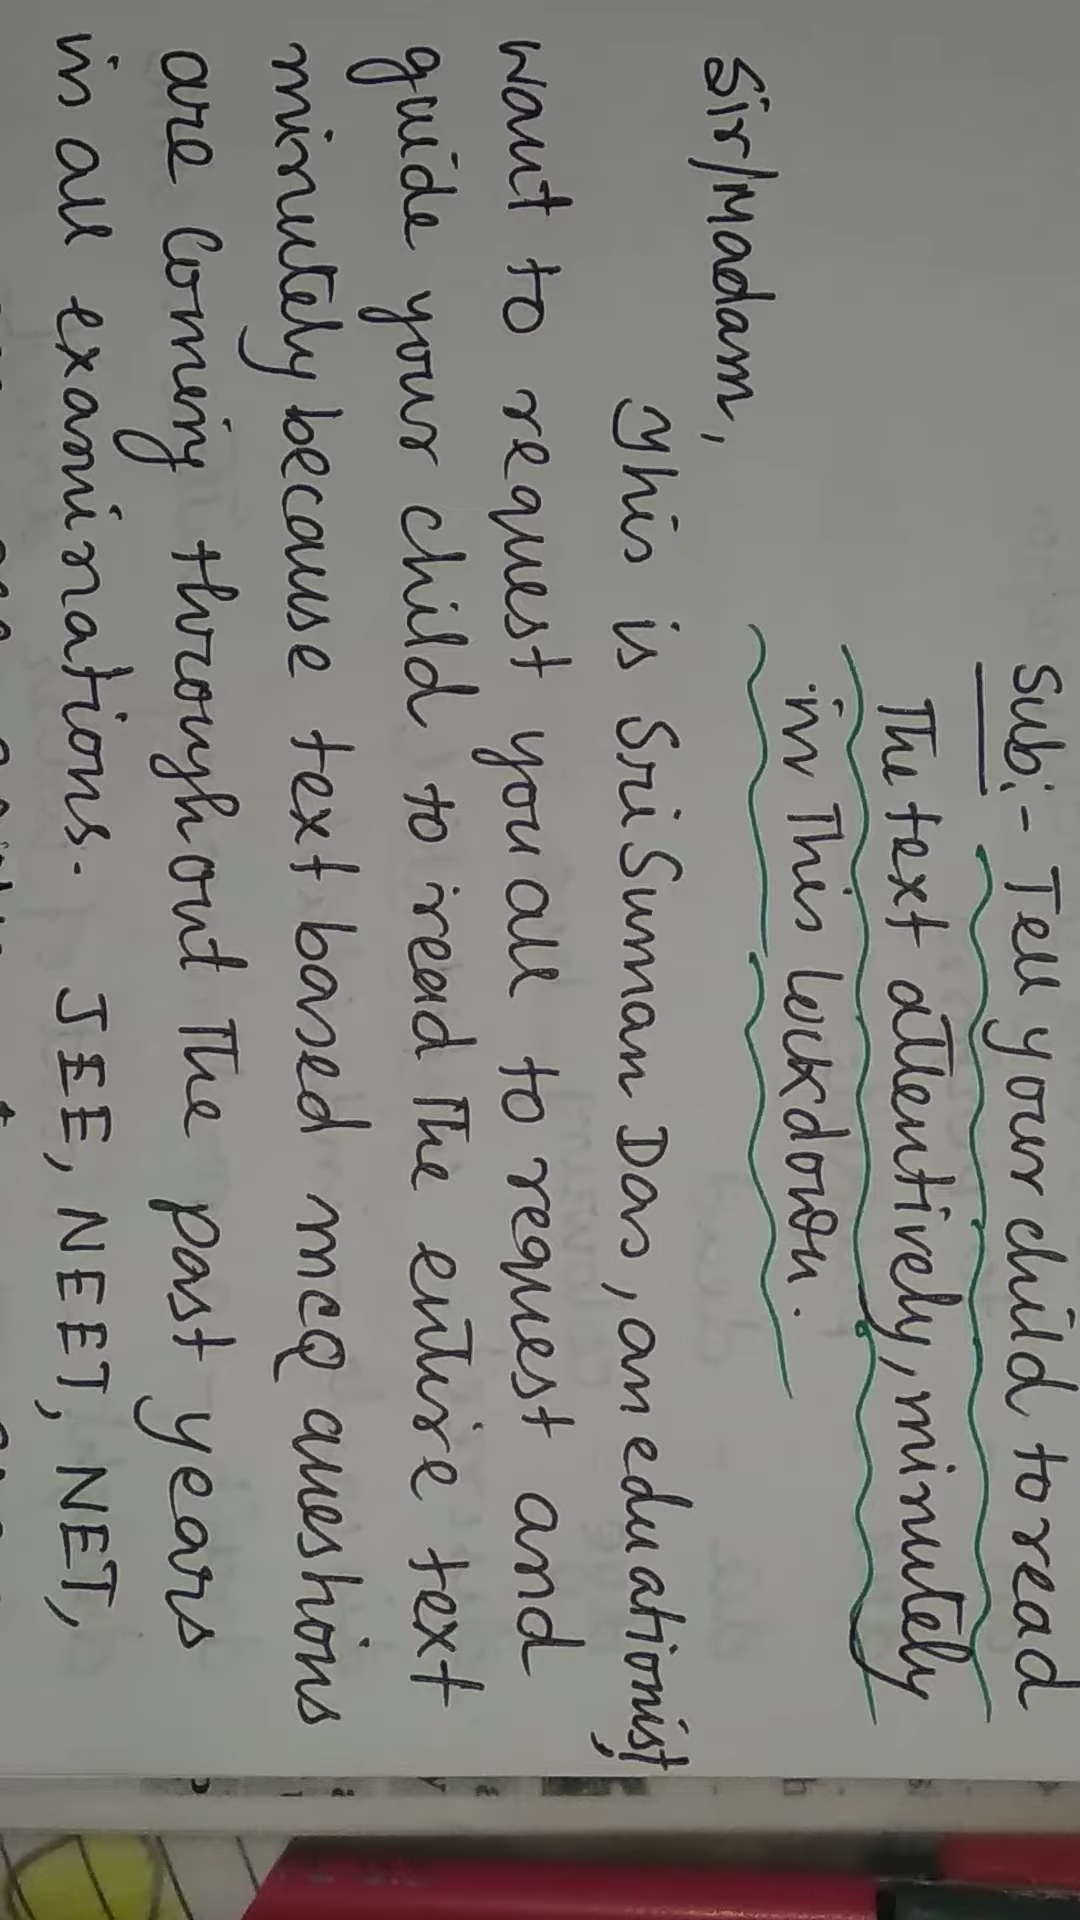 Sub:- Tell your child to read
The text attentively, minutely
in This lockdown.
Sir/Madam,
This is Sri Suman Das, an eduationist,
want to request you all to request and
guide your child to read The entire text
minutely because text based MCQ questions
are coming throughout The past years
in all examinations. JEE, NEET, NET,